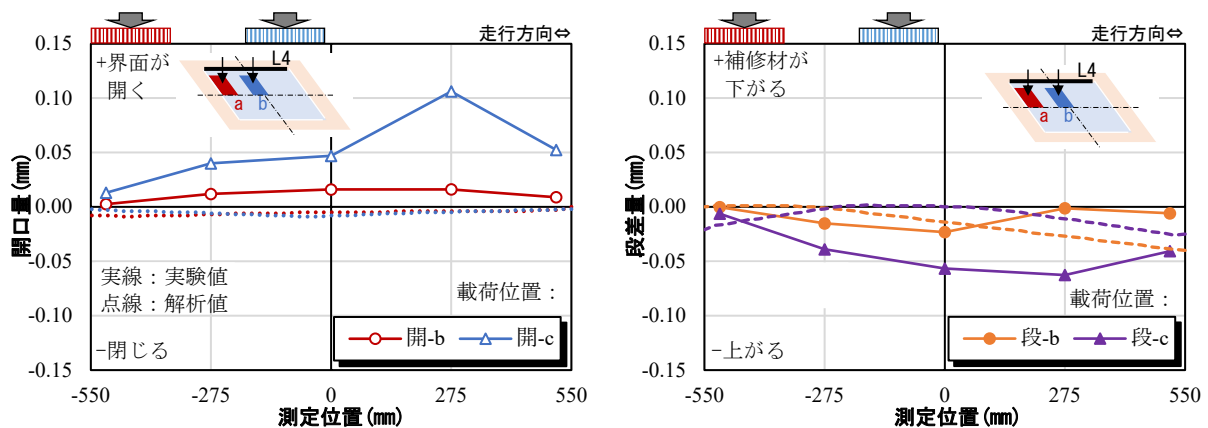 走行方向⇔
0.15
0.10
0.05
0.00
-0.05
-0.10
-0.15
開口量(mm)
+界面が
開く
L4
a
b
実線：実験値
点線：解析値
載荷位置：
開-b
開-c
-閉じる
-550
-275
0
275
550
測定位置(mm)
走行方向⇔
0.15
0.10
0.05
0.00
-0.05
-0.10
-0.15
段差量(mm)
+補修材が
下がる
L4
a
b
載荷位置：
段-b
段-c
-上がる
-550
-275
0
275
550
測定位置(mm)